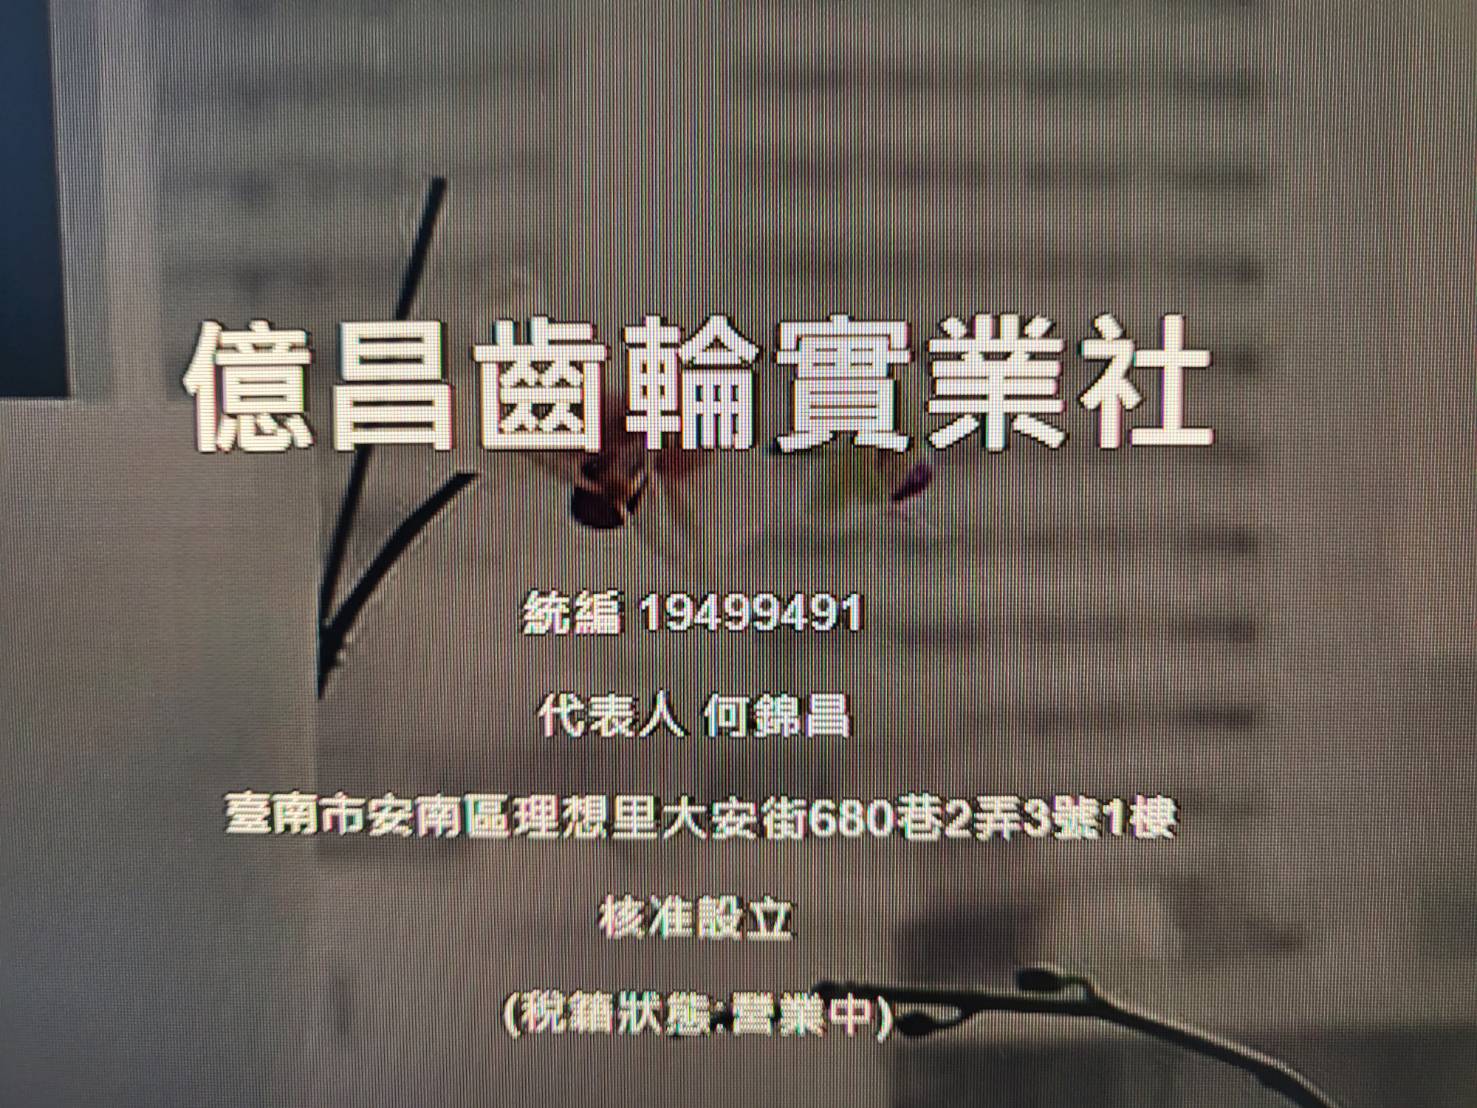 億昌齒輪實業社
統編 19499491
代表人 何錦昌
臺南市安南區理想里大安街680巷2弄3號1樓
核准設立
(稅籍狀態:營業中)